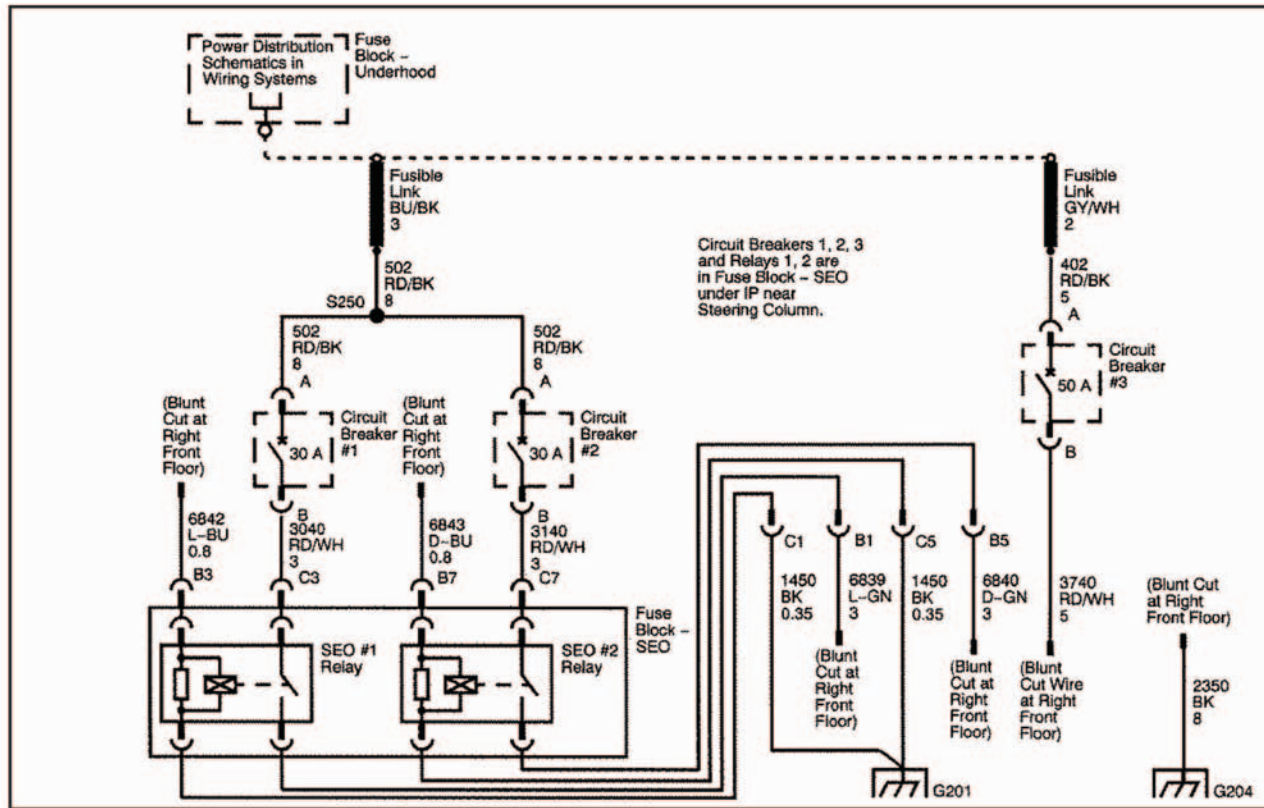 Power Distribution
Schematics in
Wiring Systems
Fuse
Block –
Underhood
Fusible
Link
BU/BK
3
Fusible
Link
GY/WH
2
Circuit Breakers 1, 2, 3
and Relays 1, 2 are
in Fuse Block – SEO
under IP near
Steering Column.
502
RD/BK
8
S250
402
RD/BK
5
A
502
RD/BK
8
A
502
RD/BK
8
A
Circuit
Breaker
#3
50 A
B
(Blunt
Cut at
Right
Front
Floor)
Circuit
Breaker
#1
30 A
B
(Blunt
Cut at
Right
Front
Floor)
Circuit
Breaker
#2
30 A
B
6842
L–BU
0.8
B3
3040
RD/WH
3
C3
6843
D–BU
0.8
B7
3140
RD/WH
3
C7
C1
B1
C5
B5
1450
BK
0.35
6839
L–GN
3
1450
BK
0.35
6840
D–GN
3
3740
RD/WH
5
(Blunt Cut
at Right
Front Floor)
Fuse
Block –
SEO
SEO #1
Relay
SEO #2
Relay
(Blunt
Cut at
Right
Front
Floor)
(Blunt
Cut at
Right
Front
Floor)
(Blunt
Cut Wire
at Right
Front
Floor)
2350
BK
8
G201
G204